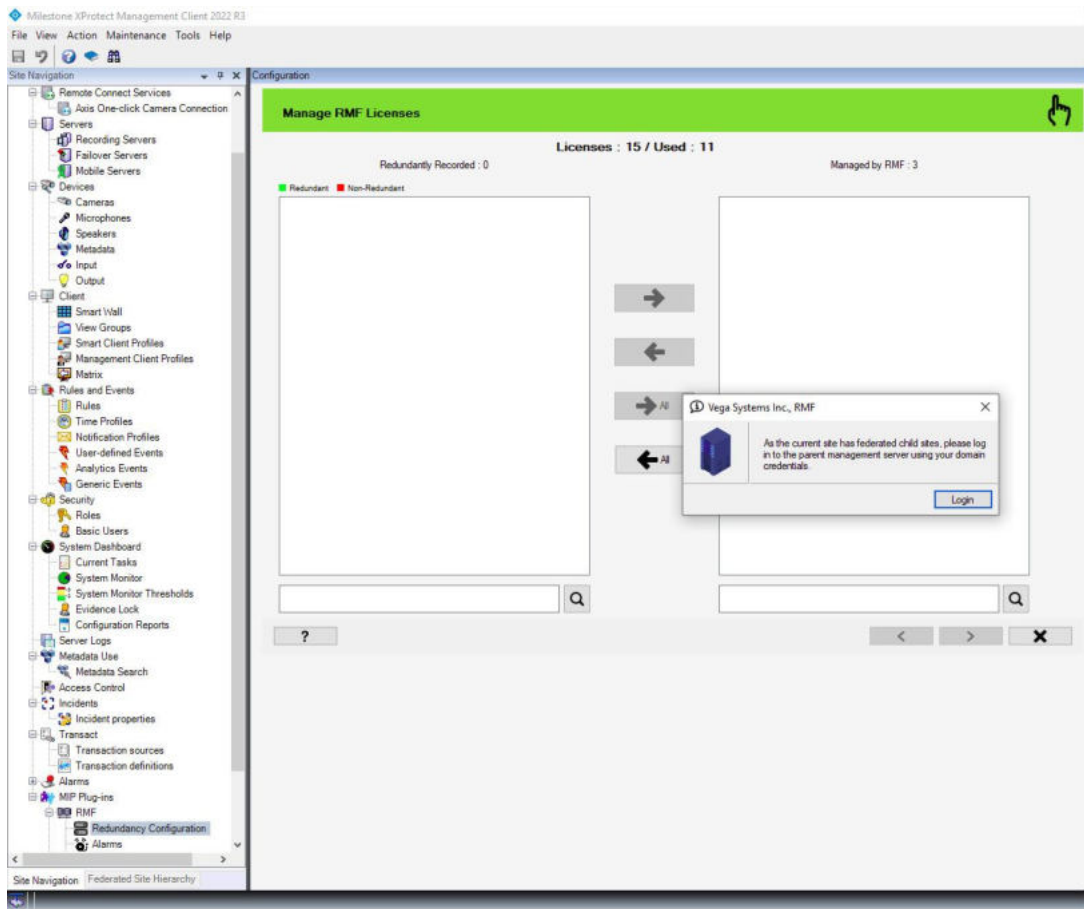 Milestone XProtect Management Client 2022 R3
File View Action Maintenance Tools Help
Site Navigation
Configuration
Remote Connect Services
Axis One-click Camera Connection
Servers
Recording Servers
Failover Servers
Mobile Servers
Devices
Cameras
Microphones
Speakers
Metadata
Input
Output
Client
Smart Wall
View Groups
Smart Client Profiles
Management Client Profiles
Matrix
Rules and Events
Rules
Time Profiles
Notification Profiles
User-defined Events
Analytics Events
Generic Events
Security
Roles
Basic Users
System Dashboard
Current Tasks
System Monitor
System Monitor Thresholds
Evidence Lock
Configuration Reports
Server Logs
Metadata Use
Metadata Search
Access Control
Incidents
Incident properties
Transact
Transaction sources
Transaction definitions
Alarms
MIP Plug-ins
RMF
Redundancy Configuration
Alarms
Site Navigation Federated Site Hierarchy
Manage RMF Licenses
Licenses : 15 / Used : 11
Redundantly Recorded : 0
Managed by RMF : 3
Redundant Non-Redundant
All
All
Vega Systems Inc., RMF
As the current site has federated child sites, please log
in to the parent management server using your domain
credentials.
Login
?